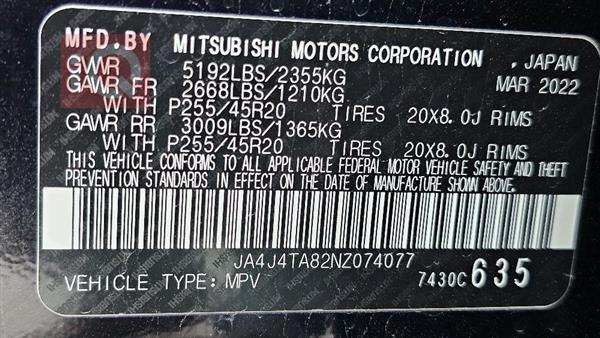 MFD.BY MITSUBISHI MOTORS CORPORATION , JAPAN
GVWR 5192LBS/2355KG MAR 2022
GAWR FR 2668LBS/1210KG
WITH P255/45R20 TIRES 20X8.0J RIMS
GAWR RR 3009LBS/1365KG
WITH P255/45R20 TIRES 20X8.0J RIMS
THIS VEHICLE CONFORMS TO ALL APPLICABLE FEDERAL MOTOR VEHICLE SAFETY AND THEFT
PREVENTION STANDARDS IN EFFECT ON THE DATE OF MANUFACTURE SHOWN ABOVE.
JA4J4TA82NZ074077
VEHICLE TYPE: MPV 7430C 635